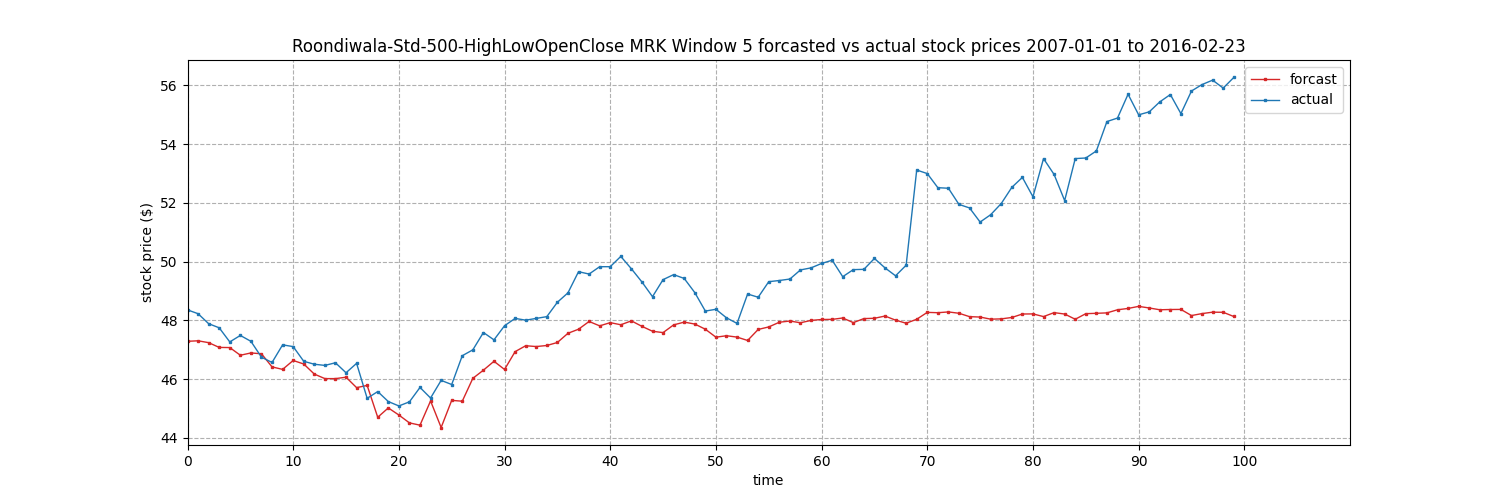 Roondiwala-Std-500-HighLowOpenClose MRK Window 5 forcasted vs actual stock prices 2007-01-01 to 2016-02-23
forcast
actual
56
54
52
50
48
46
44
stock price ($)
0 10 20 30 40 50 60 70 80 90 100
time